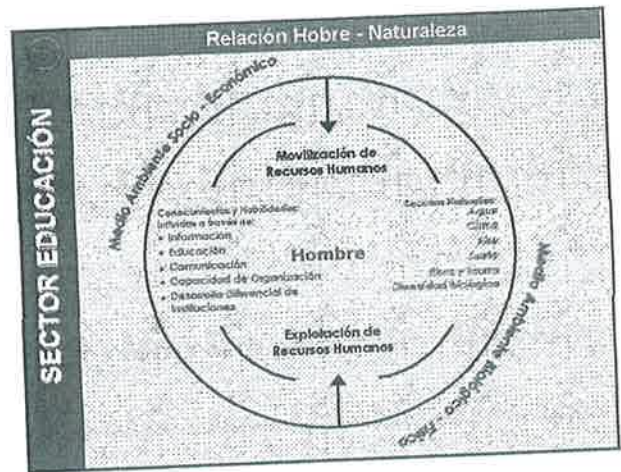 Relación Hobre - Naturaleza
SECTOR EDUCACIÓN
Medio Ambiente Socio - Económico
Movilización de
Recursos Humanos
Conocimientos y Habilidades:
a través de:
• Información
• Educación
• Comunicación
• Capacidad de Organización
• Desarrollo Diferencial de
Instituciones
Hombre
Recursos Naturales:
Agua
Clima
Aire
Suelo
Flora y Fauna
Diversidad Biológica
Explotación de
Recursos Humanos
Medio Ambiente Biológico - Físico